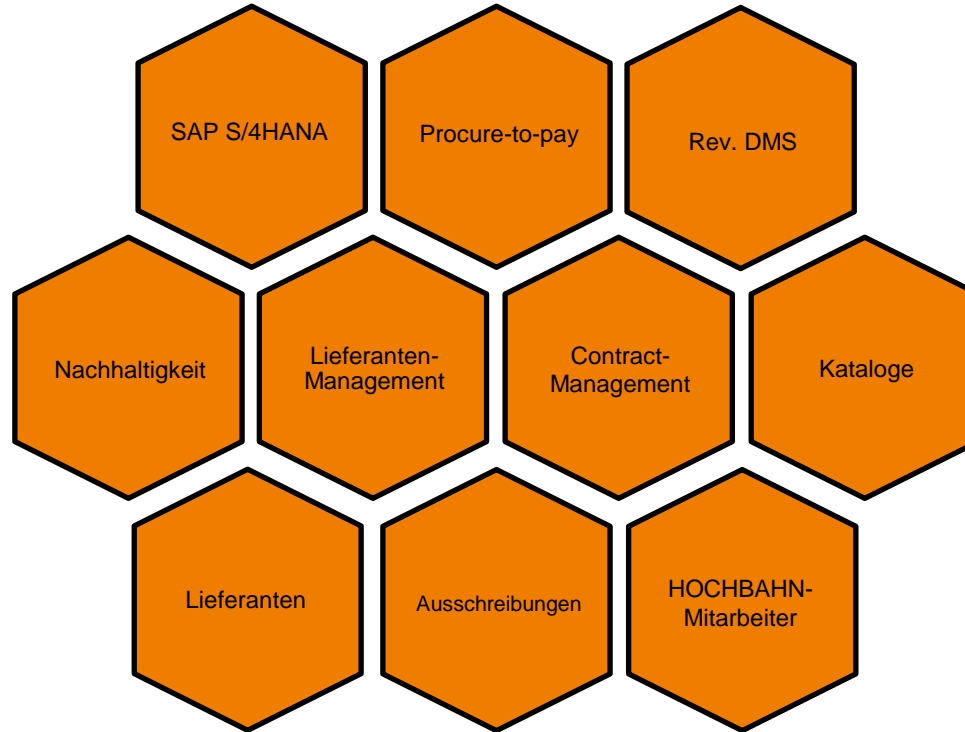 SAP S/4HANA
Procure-to-pay
Rev. DMS
Nachhaltigkeit
Lieferanten-
Management
Contract-
Management
Kataloge
Lieferanten
Ausschreibungen
HOCHBAHN-
Mitarbeiter